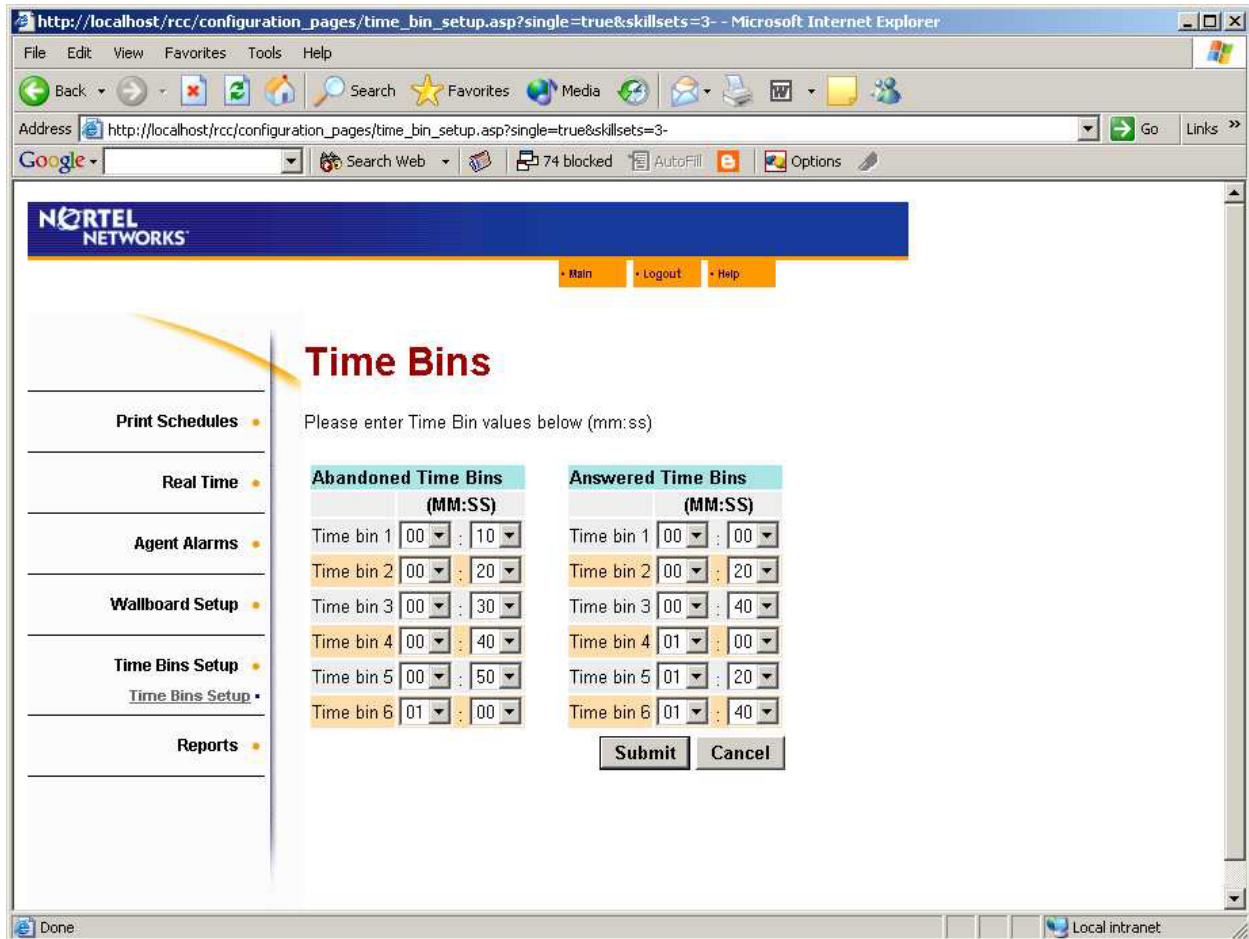 http://localhost/rcc/configuration_pages/time_bin_setup.asp?single=true&skillsets=3- - Microsoft Internet Explorer
File Edit View Favorites Tools Help
Back Search Favorites Media
Address http://localhost/rcc/configuration_pages/time_bin_setup.asp?single=true&skillsets=3- Go Links »
Google Search Web 74 blocked AutoFill Options
NORTEL
NETWORKS
Main Logout Help
Time Bins
Print Schedules
Please enter Time Bin values below (mm:ss)
Real Time
Agent Alarms
Wallboard Setup
Time Bins Setup
Time Bins Setup
Reports
Abandoned Time Bins
(MM:SS)
Time bin 1 00 : 10
Time bin 2 00 : 20
Time bin 3 00 : 30
Time bin 4 00 : 40
Time bin 5 00 : 50
Time bin 6 01 : 00
Answered Time Bins
(MM:SS)
Time bin 1 00 : 00
Time bin 2 00 : 20
Time bin 3 00 : 40
Time bin 4 01 : 00
Time bin 5 01 : 20
Time bin 6 01 : 40
Submit Cancel
Done Local intranet